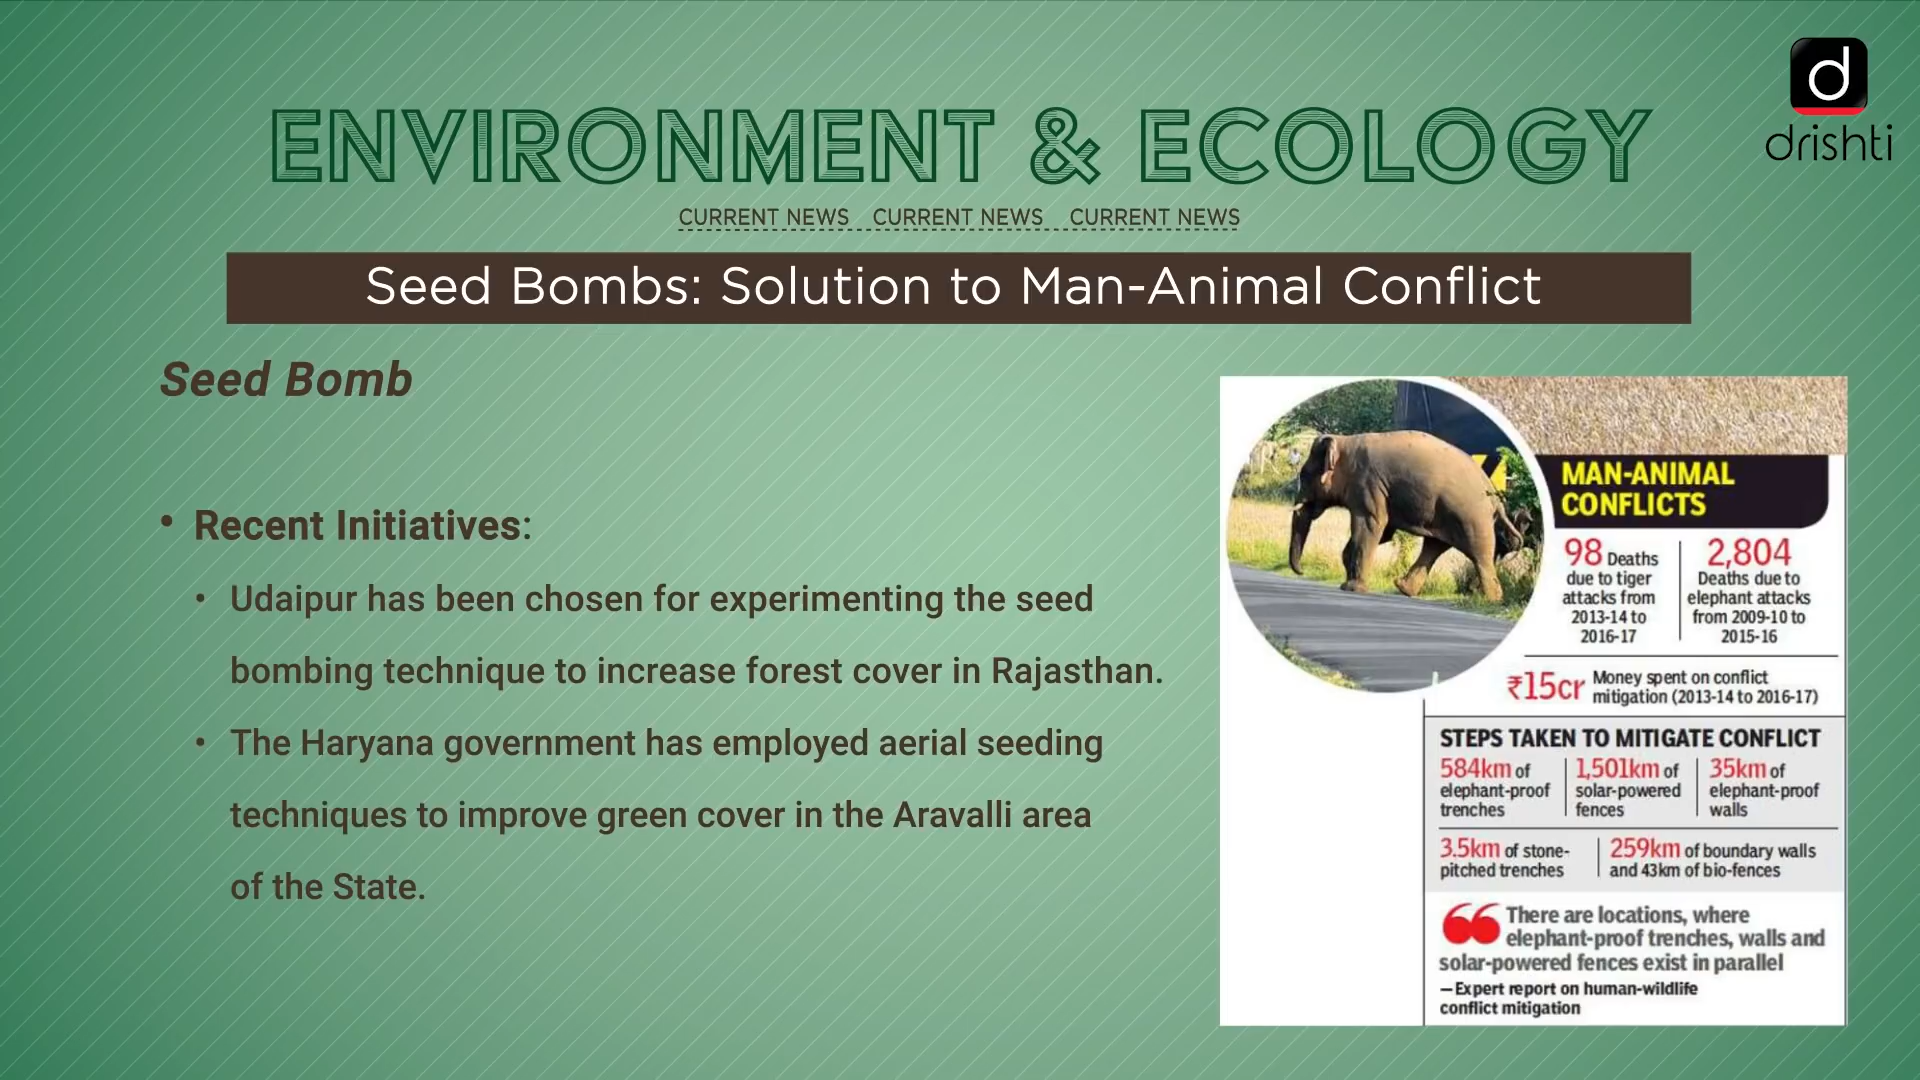 d
drishti
ENVIRONMENT & ECOLOGY
CURRENT NEWS CURRENT NEWS CURRENT NEWS
Seed Bombs: Solution to Man-Animal Conflict
Seed Bomb
• Recent Initiatives:
• Udaipur has been chosen for experimenting the seed
bombing technique to increase forest cover in Rajasthan.
• The Haryana government has employed aerial seeding
techniques to improve green cover in the Aravalli area
of the State.
MAN-ANIMAL
CONFLICTS
98 Deaths
due to tiger
attacks from
2013-14 to
2016-17
2,804
Deaths due to
elephant attacks
from 2009-10 to
2015-16
₹15cr Money spent on conflict
mitigation (2013-14 to 2016-17)
STEPS TAKEN TO MITIGATE CONFLICT
584km of
elephant-proof
trenches
1,501km of
solar-powered
fences
35km of
elephant-proof
walls
3.5km of stone-
pitched trenches
259km of boundary walls
and 43km of bio-fences
“There are locations, where
elephant-proof trenches, walls and
solar-powered fences exist in parallel
—Expert report on human-wildlife
conflict mitigation